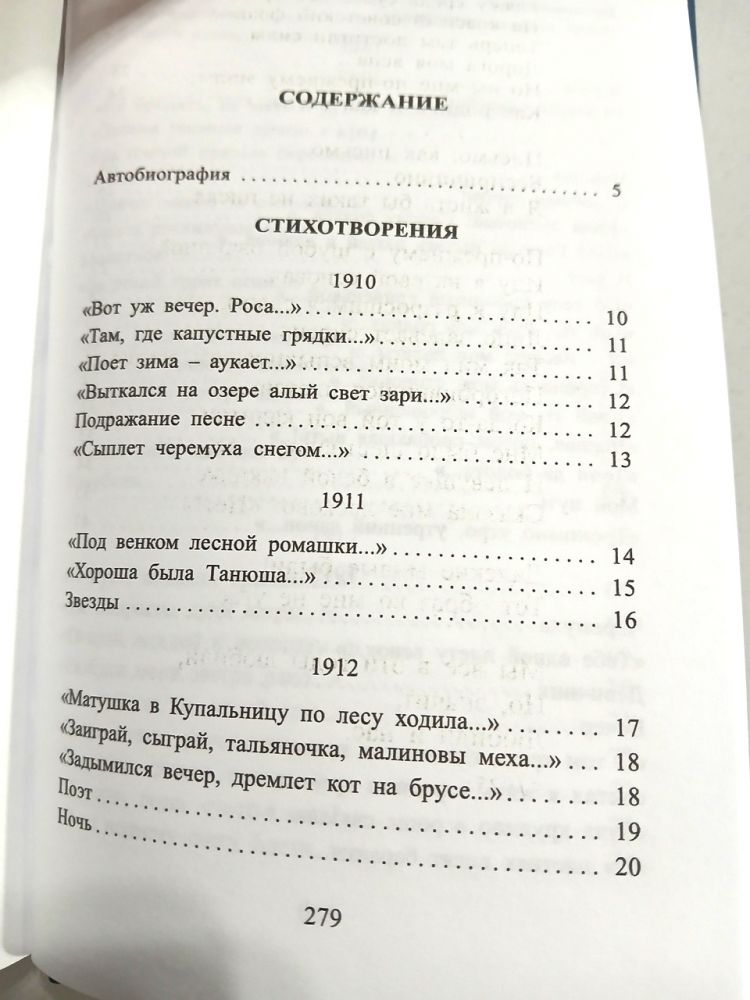 СОДЕРЖАНИЕ
Автобиография .................................... 5
СТИХОТВОРЕНИЯ
1910
«Вот уж вечер. Роса...» ............................ 10
«Там, где капустные грядки...» ..................... 11
«Поет зима – аукает...» ............................ 11
«Выткался на озере алый свет зари...» .............. 12
Подражание песне ................................... 12
«Сыплет черемуха снегом...» ........................ 13
1911
«Под венком лесной ромашки...» ..................... 14
«Хороша была Танюша...» ............................ 15
Звезды ............................................. 16
1912
«Матушка в Купальницу по лесу ходила...» ........... 17
«Заиграй, сыграй, тальяночка, малиновы меха...» .... 18
«Задымился вечер, дремлет кот на брусе...» ......... 18
Поэт ............................................... 19
Ночь ............................................... 20
279